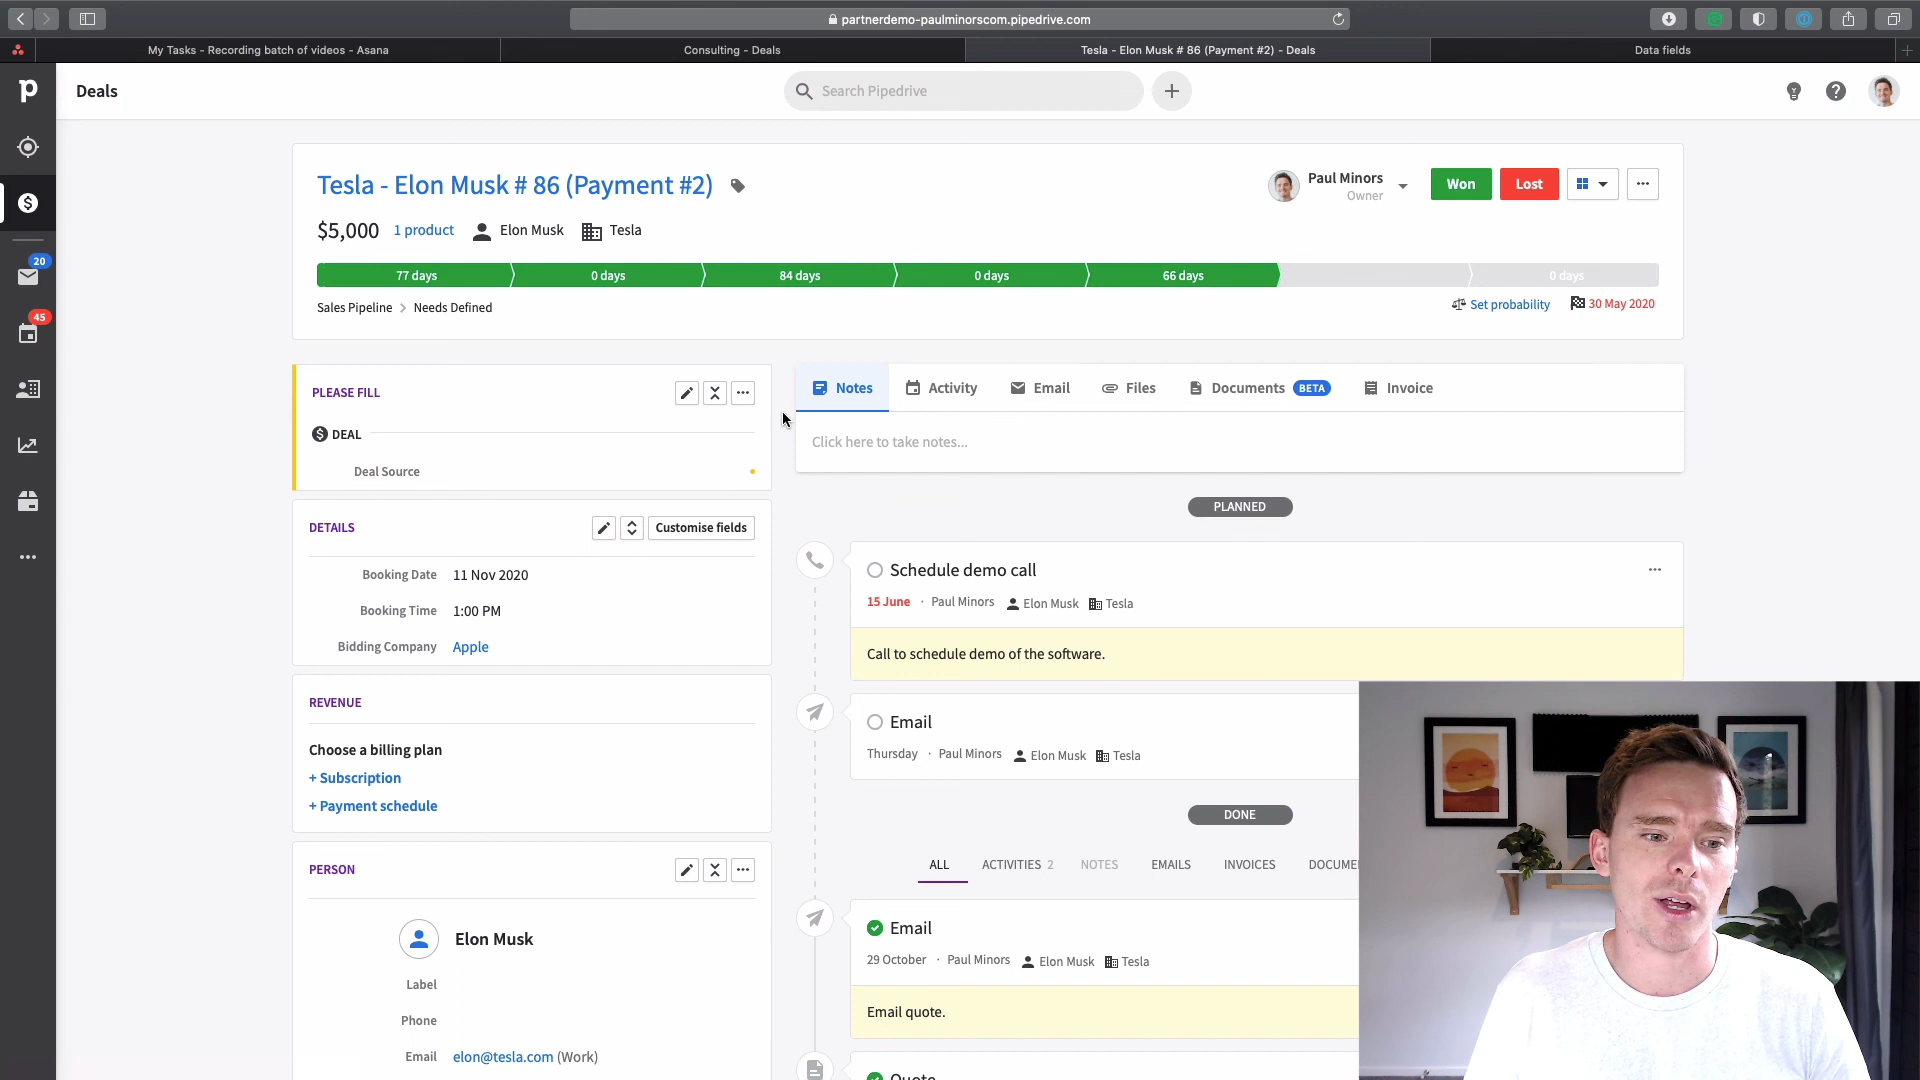 partnerdemo-paulminorscom.pipedrive.com
My Tasks - Recording batch of videos - Asana
Consulting - Deals
Tesla - Elon Musk # 86 (Payment #2) - Deals
Data fields
p
Deals
Search Pipedrive
20
45
Tesla - Elon Musk # 86 (Payment #2)
Paul Minors
Owner
Won
Lost
$5,000
1 product
Elon Musk
Tesla
77 days
0 days
84 days
0 days
66 days
0 days
Sales Pipeline > Needs Defined
Set probability
30 May 2020
PLEASE FILL
DEAL
Deal Source
DETAILS
Customise fields
Booking Date 11 Nov 2020
Booking Time 1:00 PM
Bidding Company Apple
REVENUE
Choose a billing plan
+ Subscription
+ Payment schedule
PERSON
Elon Musk
Label
Phone
Email elon@tesla.com (Work)
Notes
Activity
Email
Files
Documents BETA
Invoice
Click here to take notes...
PLANNED
Schedule demo call
15 June · Paul Minors Elon Musk Tesla
Call to schedule demo of the software.
Email
Thursday · Paul Minors Elon Musk Tesla
DONE
ALL
ACTIVITIES 2
NOTES
EMAILS
INVOICES
DOCUME
Email
29 October · Paul Minors Elon Musk Tesla
Email quote.
Quote